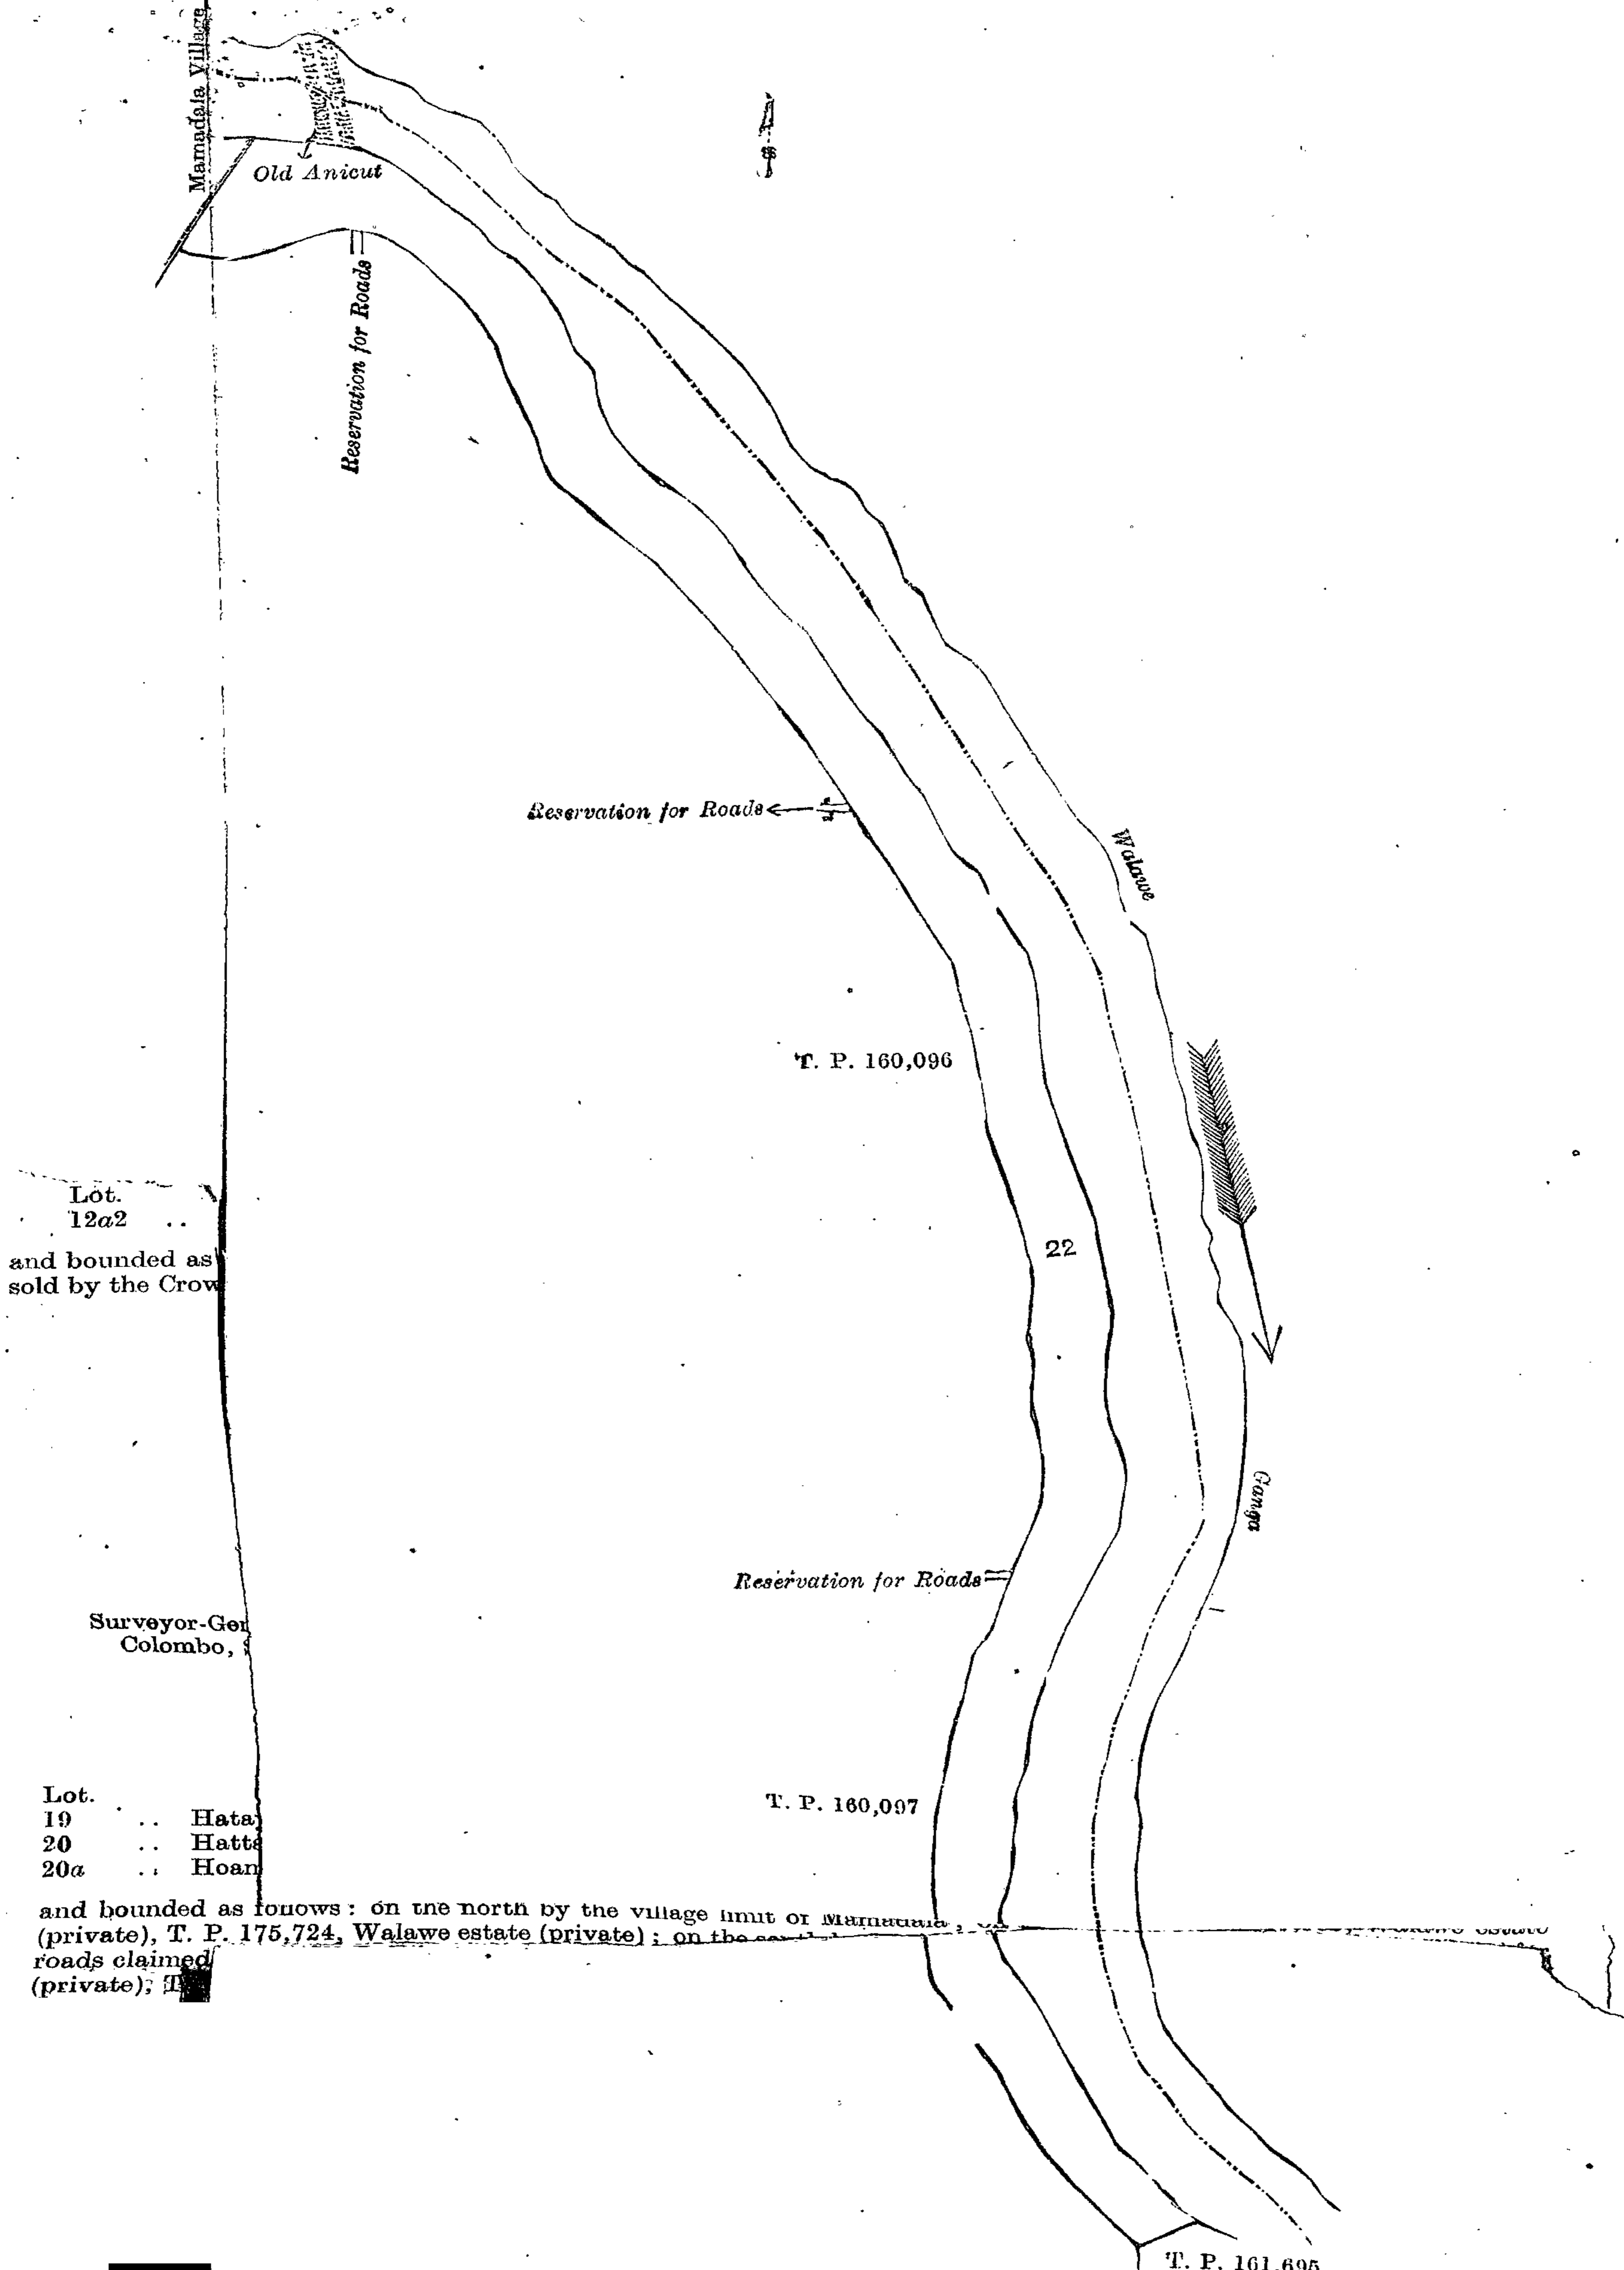 Mamadala Village
Old Anicut
Reservation for Roads
Reservation for Roads
Walawe
T. P. 160,096
Lot.
12a2 ..
and bounded as
sold by the Crow
22
Ganga
Reservation for Roads
Surveyor-Gen
Colombo,
T. P. 160,097
Lot.
19 .. Hata
20 .. Hatt
20a .. Hoan
and bounded as follows: on the north by the village limit of Mamadala,
(private), T. P. 175,724, Walawe estate (private); on the
roads claimed
(private); T
T. P. 161,695